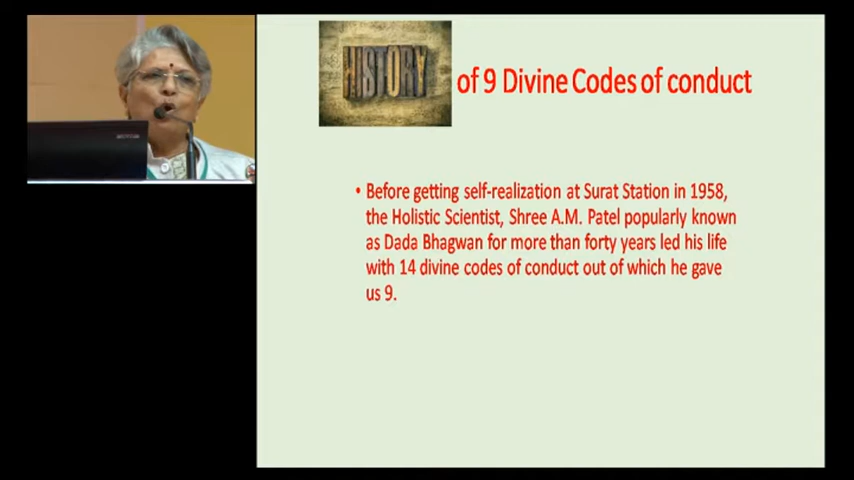 HISTORY of 9 Divine Codes of conduct
• Before getting self-realization at Surat Station in 1958,
the Holistic Scientist, Shree A.M. Patel popularly known
as Dada Bhagwan for more than forty years led his life
with 14 divine codes of conduct out of which he gave
us 9.